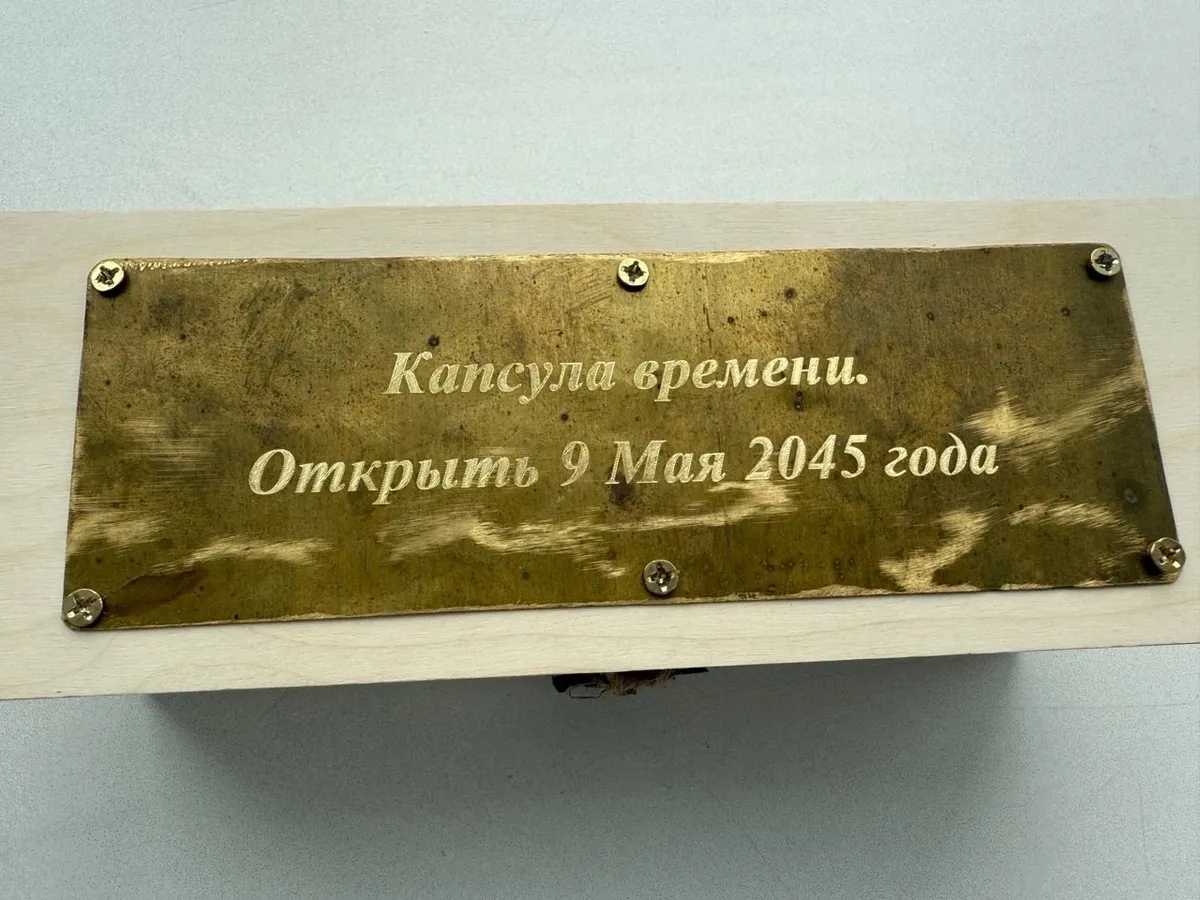 Капсула времени.
Открыть 9 Мая 2045 года